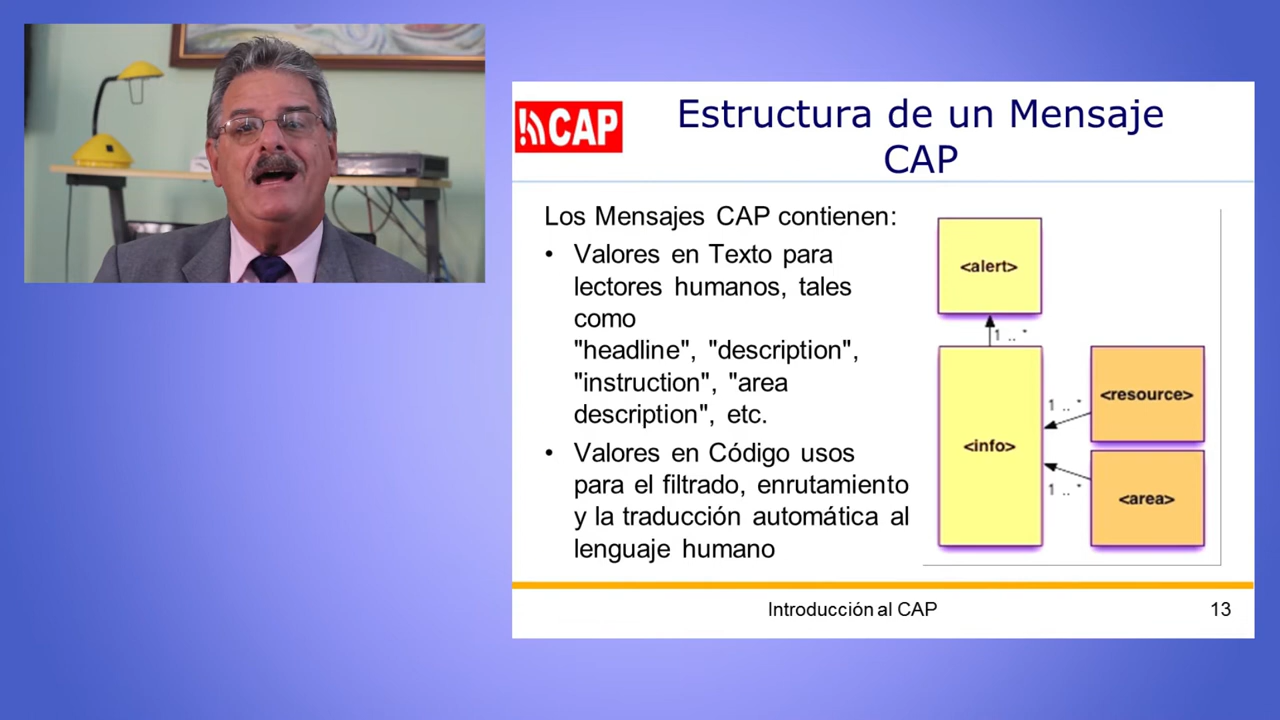 CAP
Estructura de un Mensaje
CAP
Los Mensajes CAP contienen:
• Valores en Texto para
lectores humanos, tales
como
"headline", "description",
"instruction", "area
description", etc.
• Valores en Código usos
para el filtrado, enrutamiento
y la traducción automática al
lenguaje humano
<alert>
1 .. *
<info>
1 .. *
<resource>
1 .. *
<area>
Introducción al CAP
13